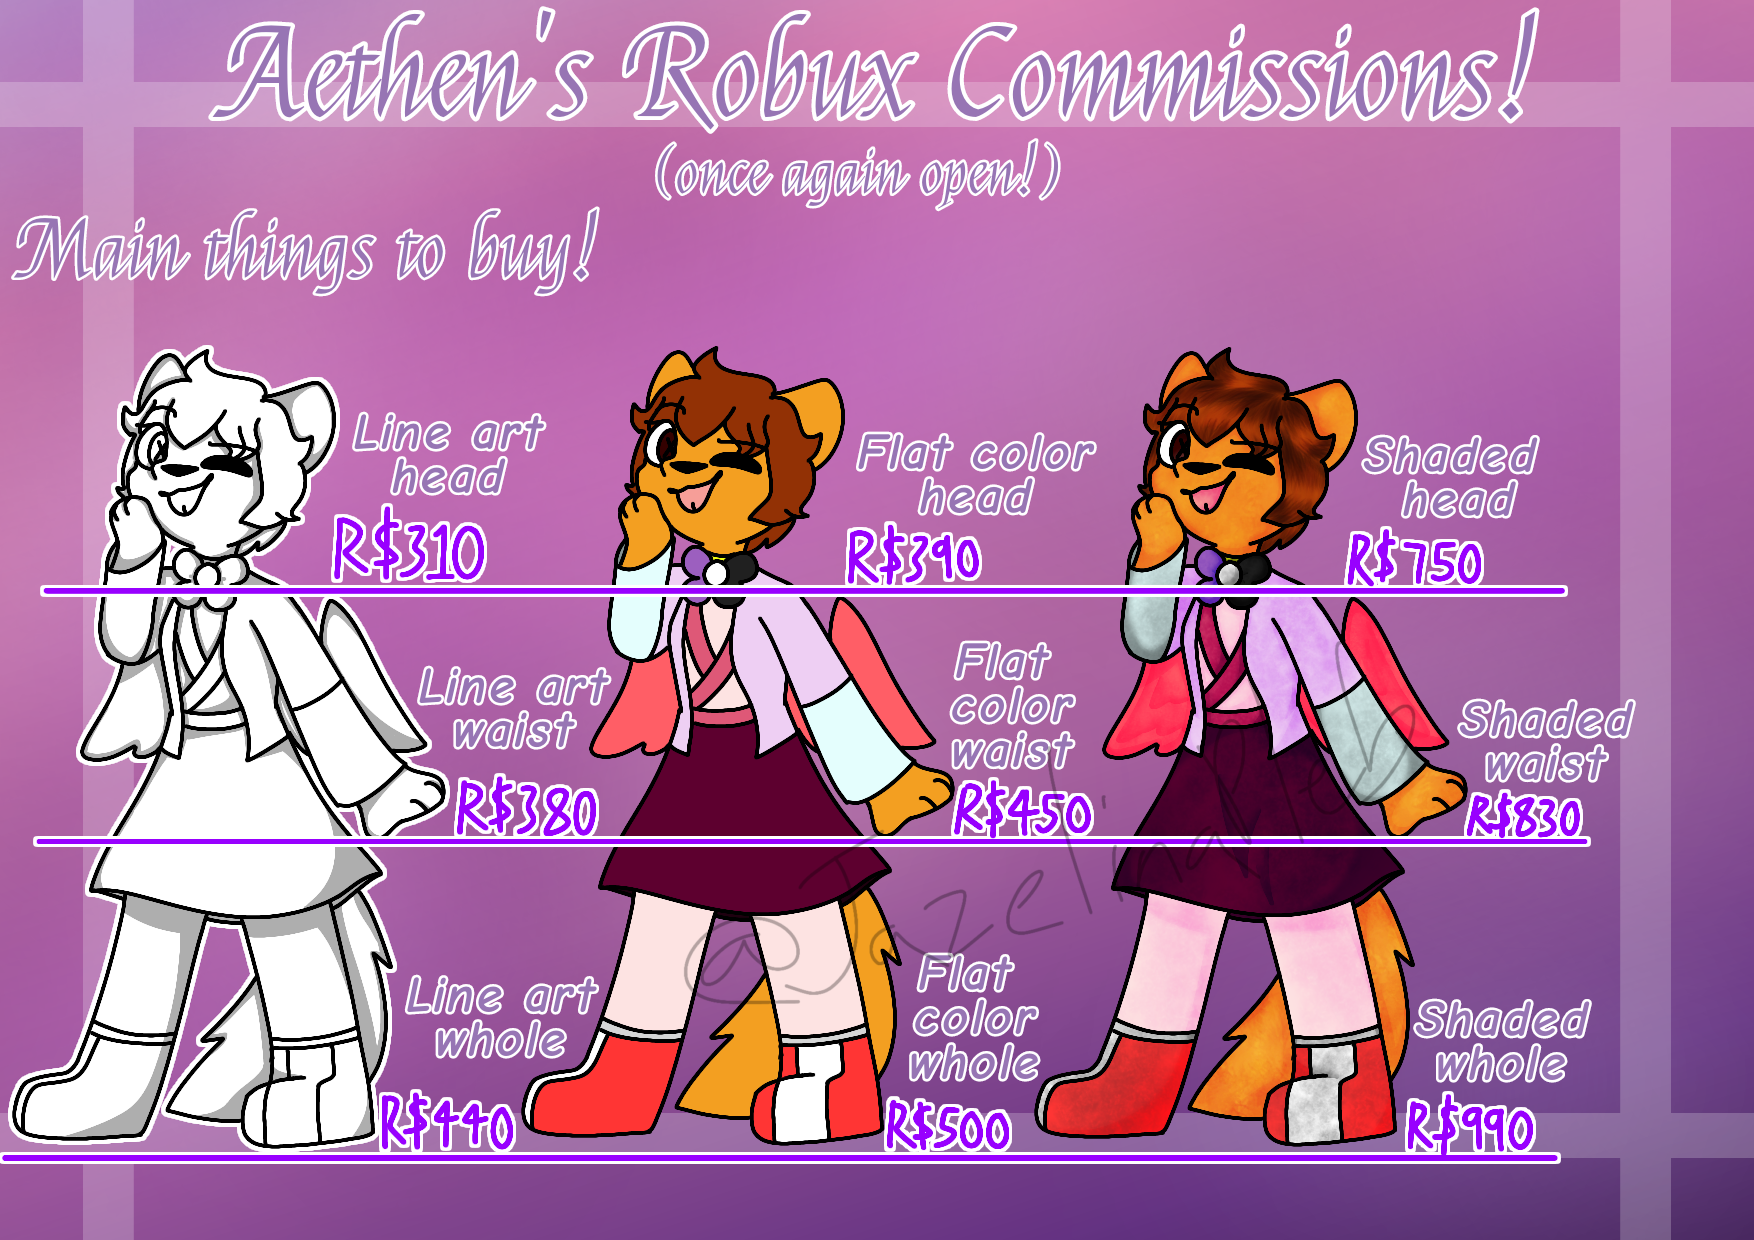 Aethen's Robux Commissions!
(once again open!)
Main things to buy!
Line art
head
R$310
Flat color
head
R$390
Shaded
head
R$750
Line art
waist
R$380
Flat
color
waist
R$450
Shaded
waist
R$830
Line art
whole
R$440
Flat
color
whole
R$500
Shaded
whole
R$990